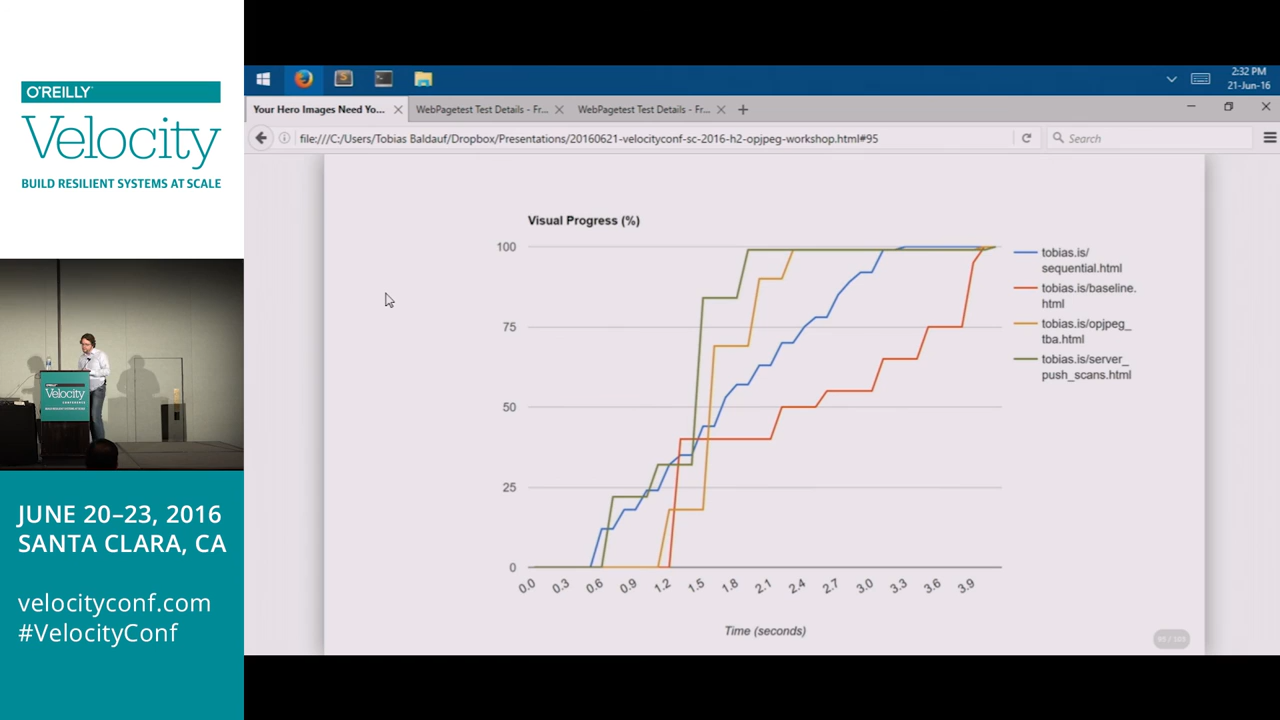 O'REILLY
Velocity
BUILD RESILIENT SYSTEMS AT SCALE
Velocity
JUNE 20–23, 2016
SANTA CLARA, CA
velocityconf.com
#VelocityConf
2:32 PM
21-Jun-16
Your Hero Images Need Yo...
WebPagetest Test Details - Fr...
WebPagetest Test Details - Fr...
file:///C:/Users/Tobias Baldauf/Dropbox/Presentations/20160621-velocityconf-sc-2016-h2-opjpeg-workshop.html#95
Search
Visual Progress (%)
100
75
50
25
0
0.0 0.3 0.6 0.9 1.2 1.5 1.8 2.1 2.4 2.7 3.0 3.3 3.6 3.9
Time (seconds)
tobias.is/
sequential.html
tobias.is/baseline.
html
tobias.is/opjpeg_
tba.html
tobias.is/server_
push_scans.html